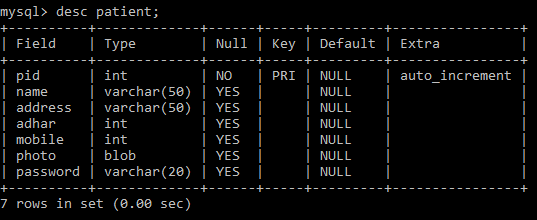 mysql> desc patient;
+----------+-------------+------+-----+---------+----------------+
| Field    | Type        | Null | Key | Default | Extra          |
+----------+-------------+------+-----+---------+----------------+
| pid      | int         | NO   | PRI | NULL    | auto_increment |
| name     | varchar(50) | YES  |     | NULL    |                |
| address  | varchar(50) | YES  |     | NULL    |                |
| adhar    | int         | YES  |     | NULL    |                |
| mobile   | int         | YES  |     | NULL    |                |
| photo    | blob        | YES  |     | NULL    |                |
| password | varchar(20) | YES  |     | NULL    |                |
+----------+-------------+------+-----+---------+----------------+
7 rows in set (0.00 sec)